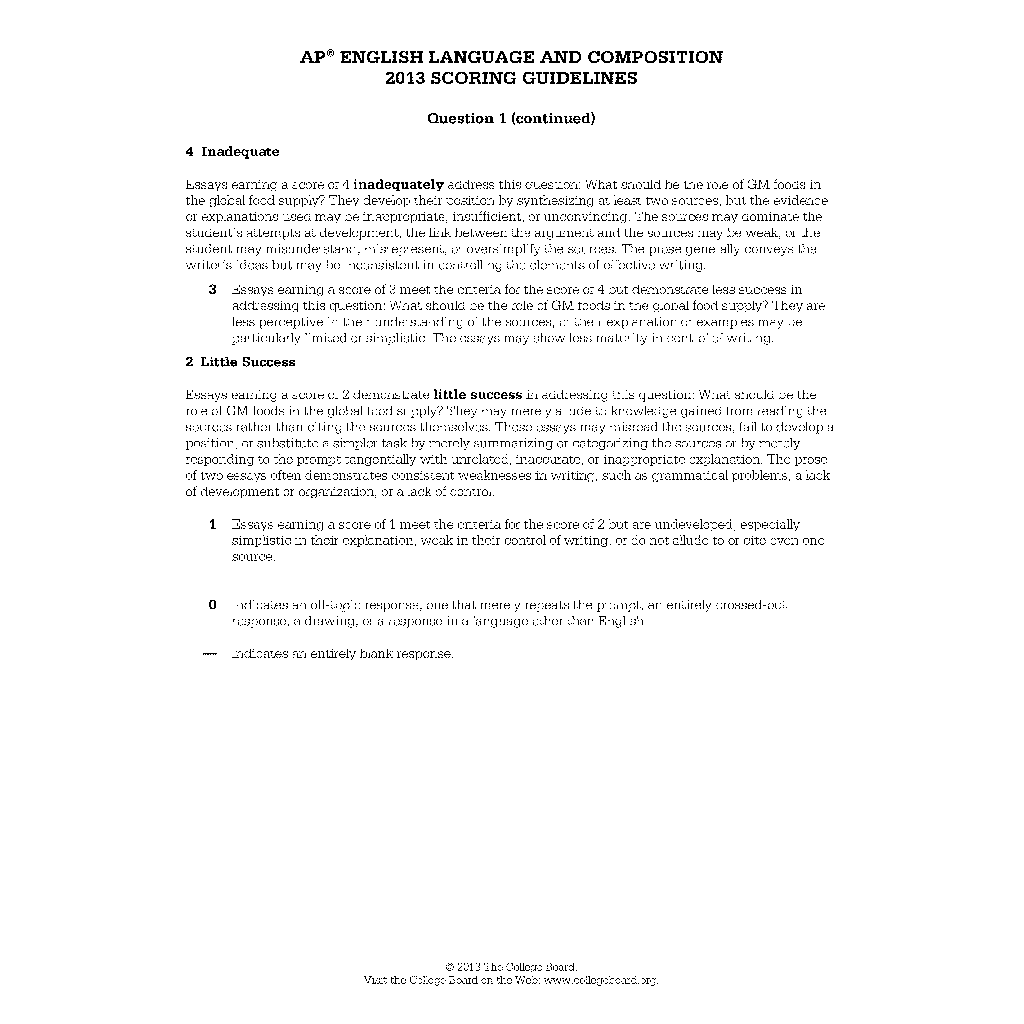 AP® ENGLISH LANGUAGE AND COMPOSITION
2013 SCORING GUIDELINES
Question 1 (continued)
4 Inadequate
Essays earning a score of 4 inadequately address this question: What should be the role of GM foods in
the global food supply? They develop their position by synthesizing at least two sources, but the evidence
or explanations used may be inappropriate, insufficient, or unconvincing. The sources may dominate the
student's attempts at development, the link between the argument and the sources may be weak, or the
student may misunderstand, misrepresent, or oversimplify the sources. The prose generally conveys the
writer's ideas but may be inconsistent in controlling the elements of effective writing.
3 Essays earning a score of 3 meet the criteria for the score of 4 but demonstrate less success in
addressing this question: What should be the role of GM foods in the global food supply? They are
less perceptive in their understanding of the sources, or their explanation or examples may be
particularly limited or simplistic. The essays may show less maturity in control of writing.
2 Little Success
Essays earning a score of 2 demonstrate little success in addressing this question: What should be the
role of GM foods in the global food supply? They may merely allude to knowledge gained from reading the
sources rather than citing the sources themselves. These essays may misread the sources, fail to develop a
position, or substitute a simpler task by merely summarizing or categorizing the sources or by merely
responding to the prompt tangentially with unrelated, inaccurate, or inappropriate explanation. The prose
of two essays often demonstrates consistent weaknesses in writing, such as grammatical problems, a lack
of development or organization, or a lack of control.
1 Essays earning a score of 1 meet the criteria for the score of 2 but are undeveloped, especially
simplistic in their explanation, weak in their control of writing, or do not allude to or cite even one
source.
0 Indicates an off-topic response, one that merely repeats the prompt, an entirely crossed-out
response, a drawing, or a response in a language other than English.
— Indicates an entirely blank response.
© 2013 The College Board.
Visit the College Board on the Web: www.collegeboard.org.